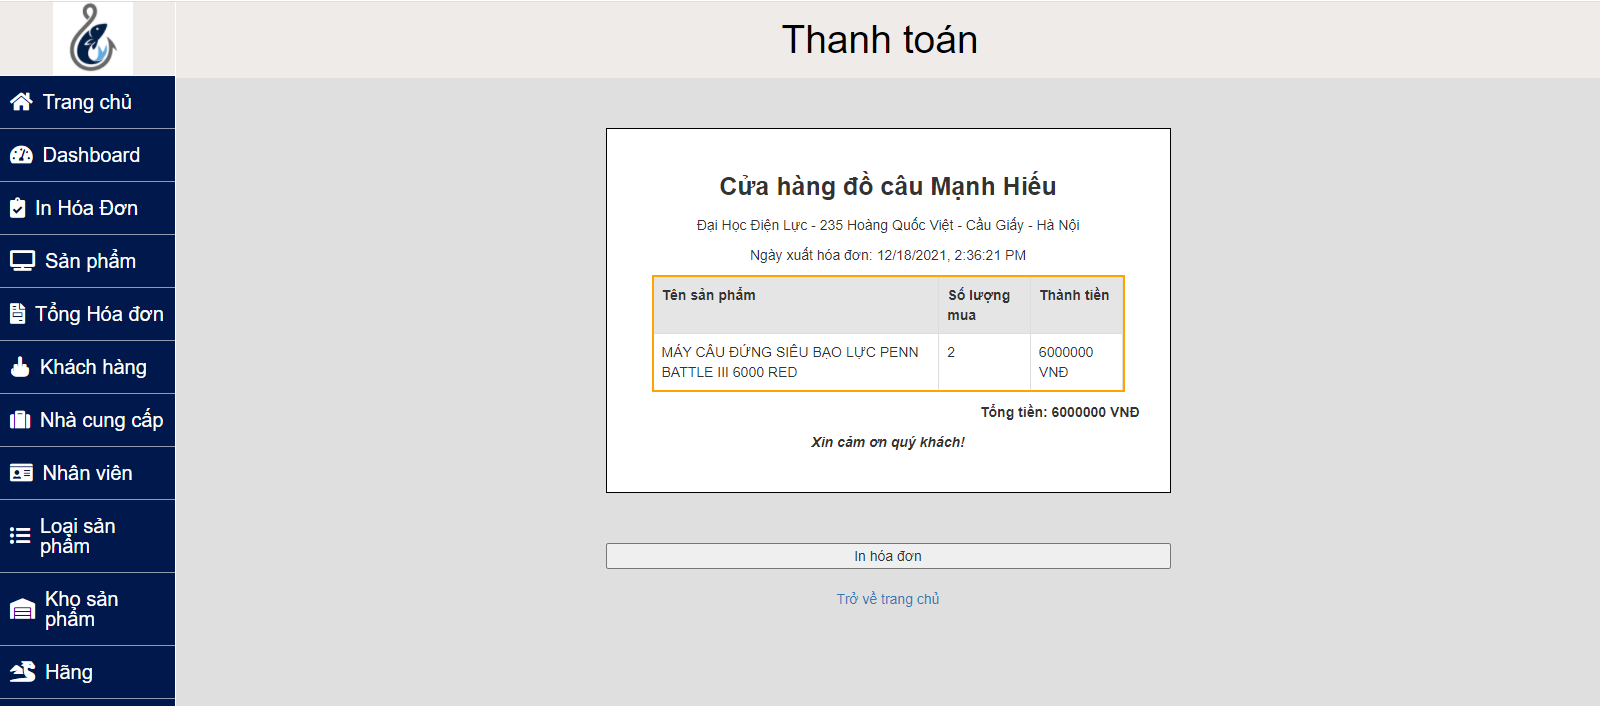 Thanh toán
Trang chủ
Dashboard
In Hóa Đơn
Sản phẩm
Tổng Hóa đơn
Khách hàng
Nhà cung cấp
Nhân viên
Loại sản
phẩm
Kho sản
phẩm
Hãng
Cửa hàng đồ câu Mạnh Hiếu
Đại Học Điện Lực - 235 Hoàng Quốc Việt - Cầu Giấy - Hà Nội
Ngày xuất hóa đơn: 12/18/2021, 2:36:21 PM
Tên sản phẩm Số lượng Thành tiền
mua
MÁY CÂU ĐỨNG SIÊU BẠO LỰC PENN 2 6000000
BATTLE III 6000 RED VNĐ
Tổng tiền: 6000000 VNĐ
Xin cảm ơn quý khách!
In hóa đơn
Trở về trang chủ